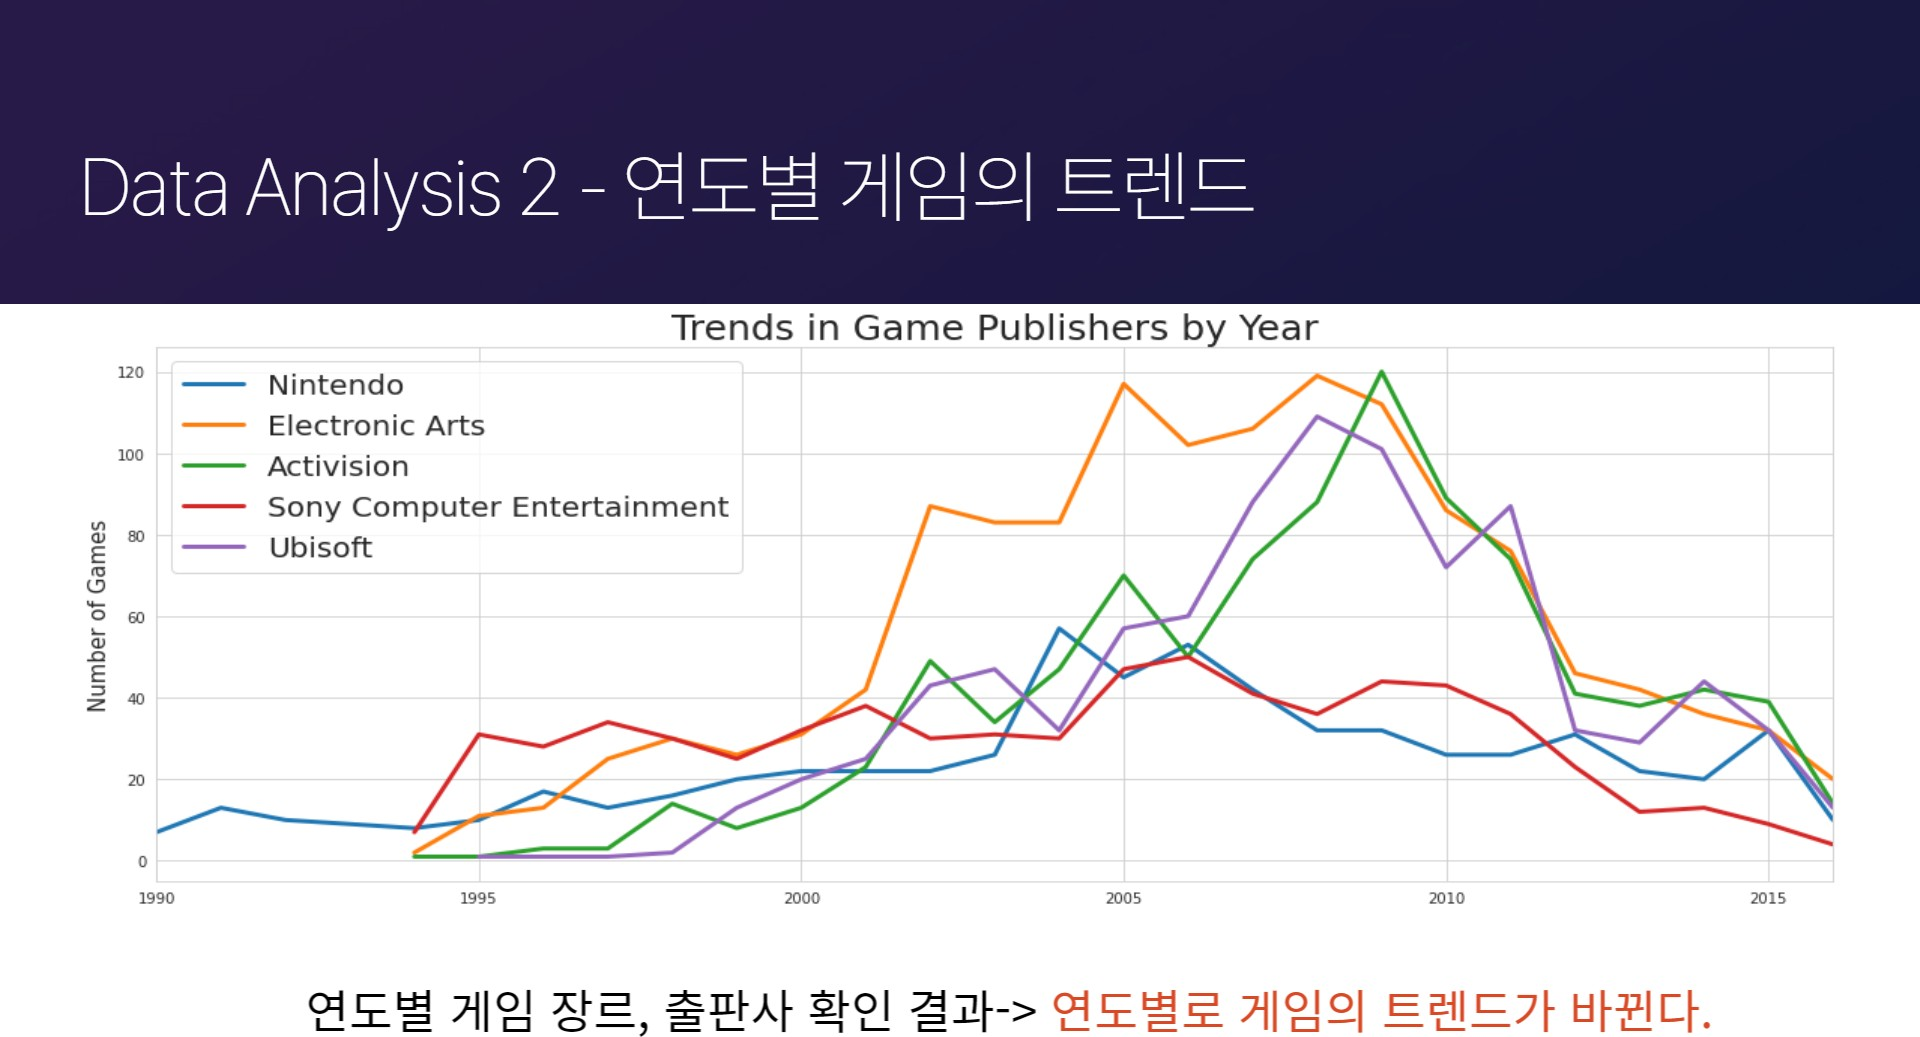 Data Analysis 2 - 연도별 게임의 트렌드
Trends in Game Publishers by Year
Nintendo
Electronic Arts
Activision
Sony Computer Entertainment
Ubisoft
Number of Games
120
100
80
60
40
20
0
1990 1995 2000 2005 2010 2015
연도별 게임 장르, 출판사 확인 결과-> 연도별로 게임의 트렌드가 바뀐다.